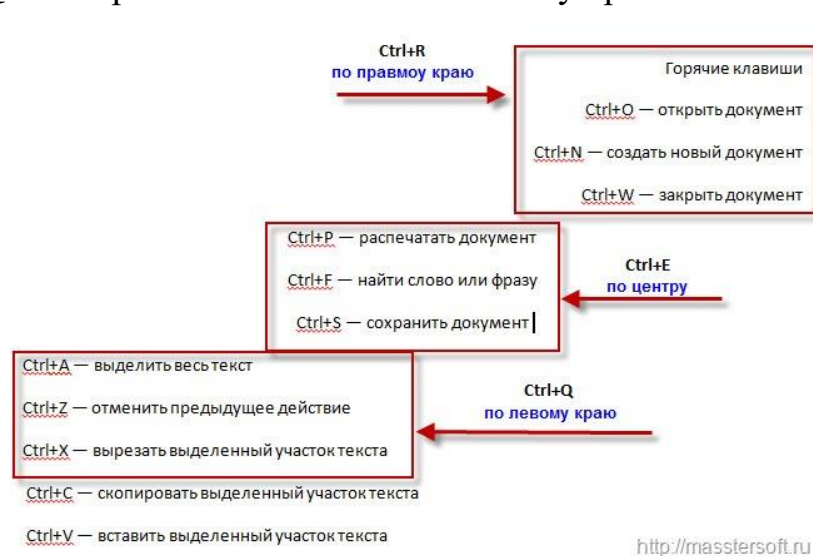 Ctrl+R
по правмоу краю
Горячие клавиши
Ctrl+O — открыть документ
Ctrl+N — создать новый документ
Ctrl+W — закрыть документ
Ctrl+P — распечатать документ
Ctrl+F — найти слово или фразу
Ctrl+S — сохранить документ
Ctrl+E
по центру
Ctrl+A — выделить весь текст
Ctrl+Z — отменить предыдущее действие
Ctrl+X — вырезать выделенный участок текста
Ctrl+Q
по левому краю
Ctrl+C — скопировать выделенный участок текста
Ctrl+V — вставить выделенный участок текста
http://masstersoft.ru